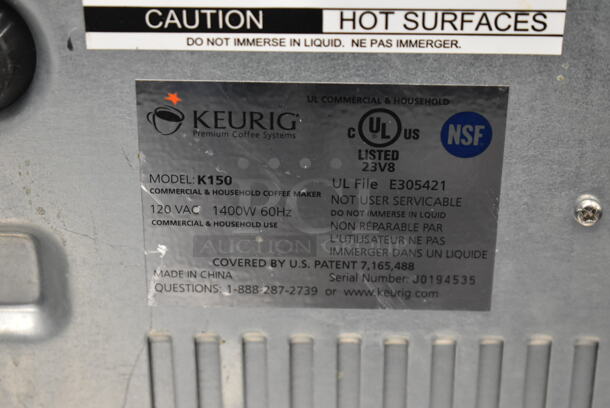 CAUTION HOT SURFACES
DO NOT IMMERSE IN LIQUID. NE PAS IMMERGER.
KEURIG
Premium Coffee Systems
UL COMMERCIAL & HOUSEHOLD
C UL US
LISTED
23V8
NSF
MODEL: K150
COMMERCIAL & HOUSEHOLD COFFEE MAKER
120 VAC 1400W 60Hz
COMMERCIAL & HOUSEHOLD USE
UL File E305421
NOT USER SERVICABLE
DO NOT IMMERSE IN LIQUID
NON RÉPARABLE PAR
L'UTILISATEUR NE PAS
IMMERGER DANS UN LIQUIDE
AUCTION
COVERED BY U.S. PATENT 7,165,488
MADE IN CHINA Serial Number: J0194535
QUESTIONS: 1-888-287-2739 or www.keurig.com